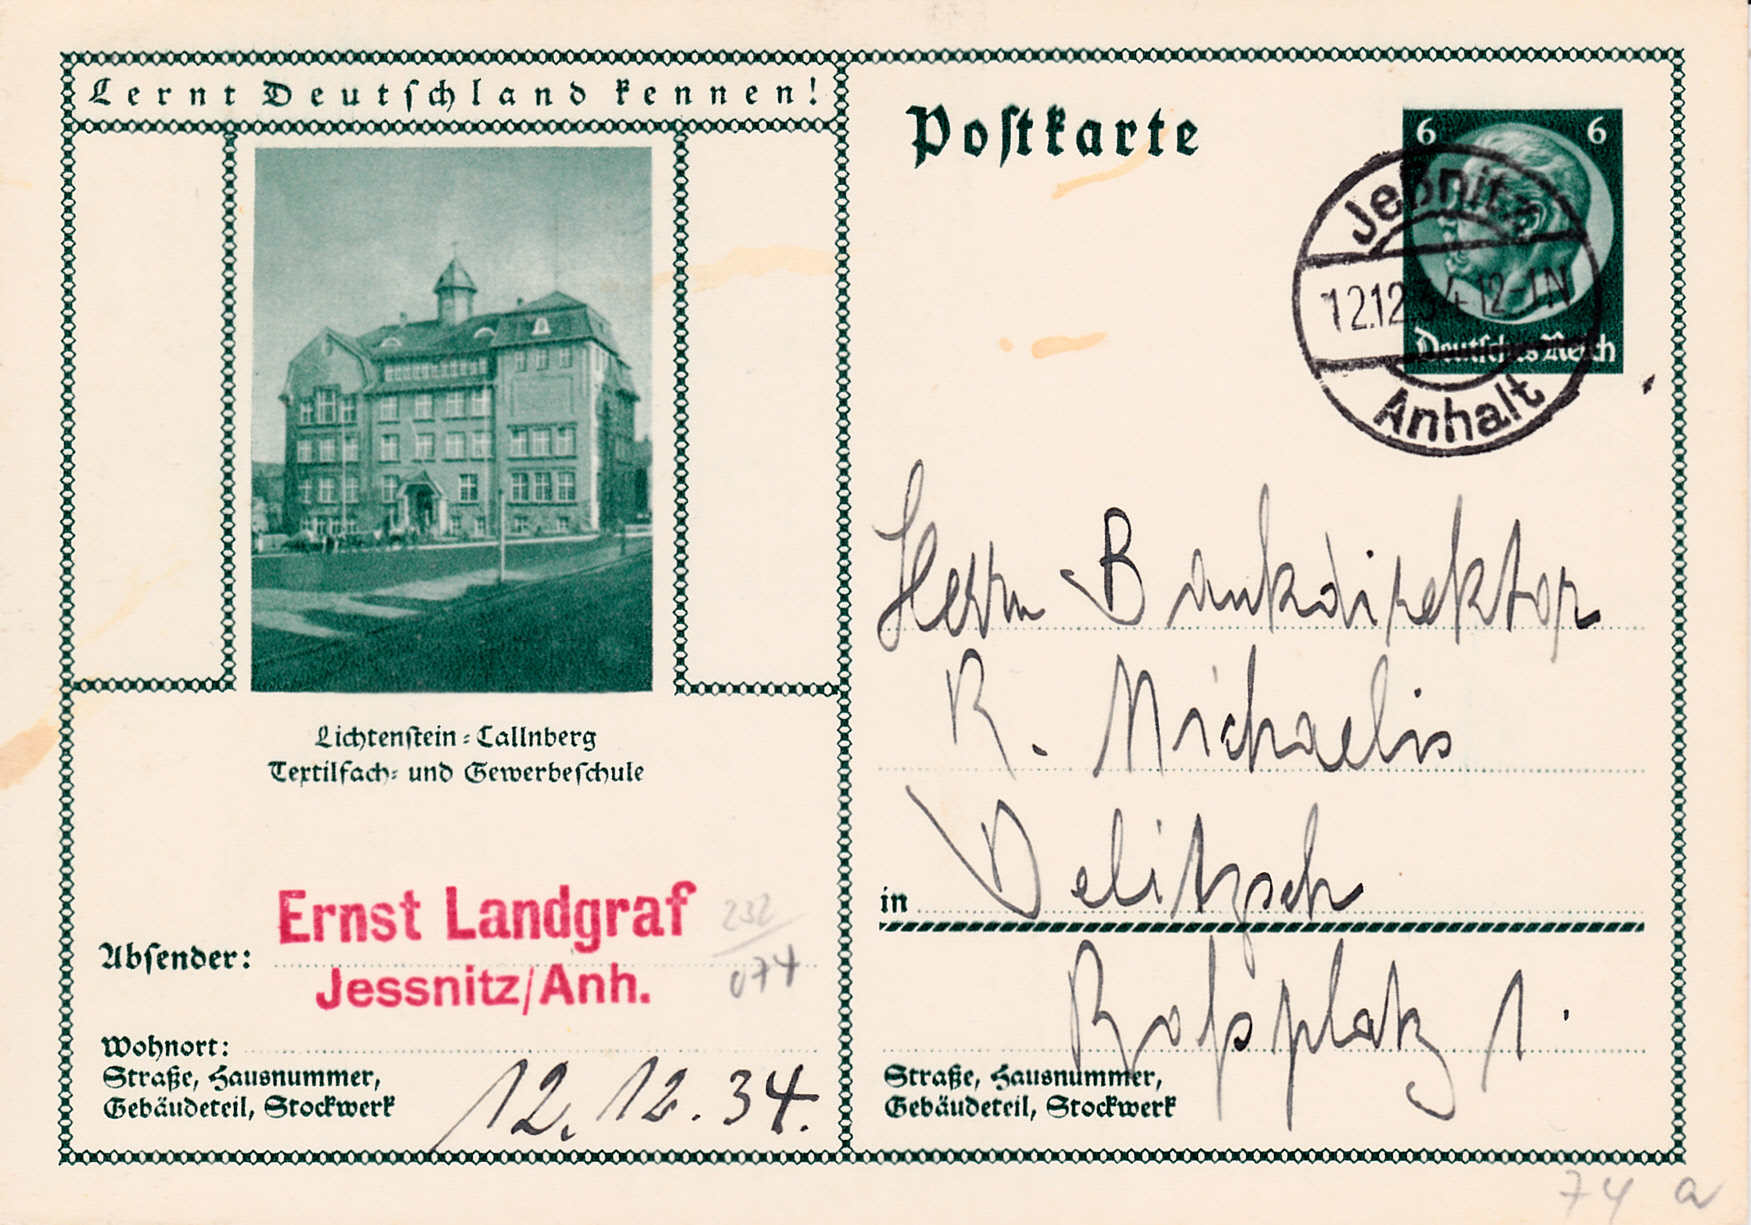 Lernt Deutschland kennen!
Lichtenstein-Callnberg
Textilfach- und Gewerbeschule
Absender:
Ernst Landgraf
Jessnitz/Anh.
232
074
Wohnort:
Straße, Hausnummer,
Gebäudeteil, Stockwerk
12. 12. 34.
Postkarte
6 6
Deutsches Reich
Jeßnitz
12.12.34 12-1N
Anhalt
Herrn Bankdirektor
R. Michaelis
in Delitzsch
Roßplatz 1.
Straße, Hausnummer,
Gebäudeteil, Stockwerk
74 a